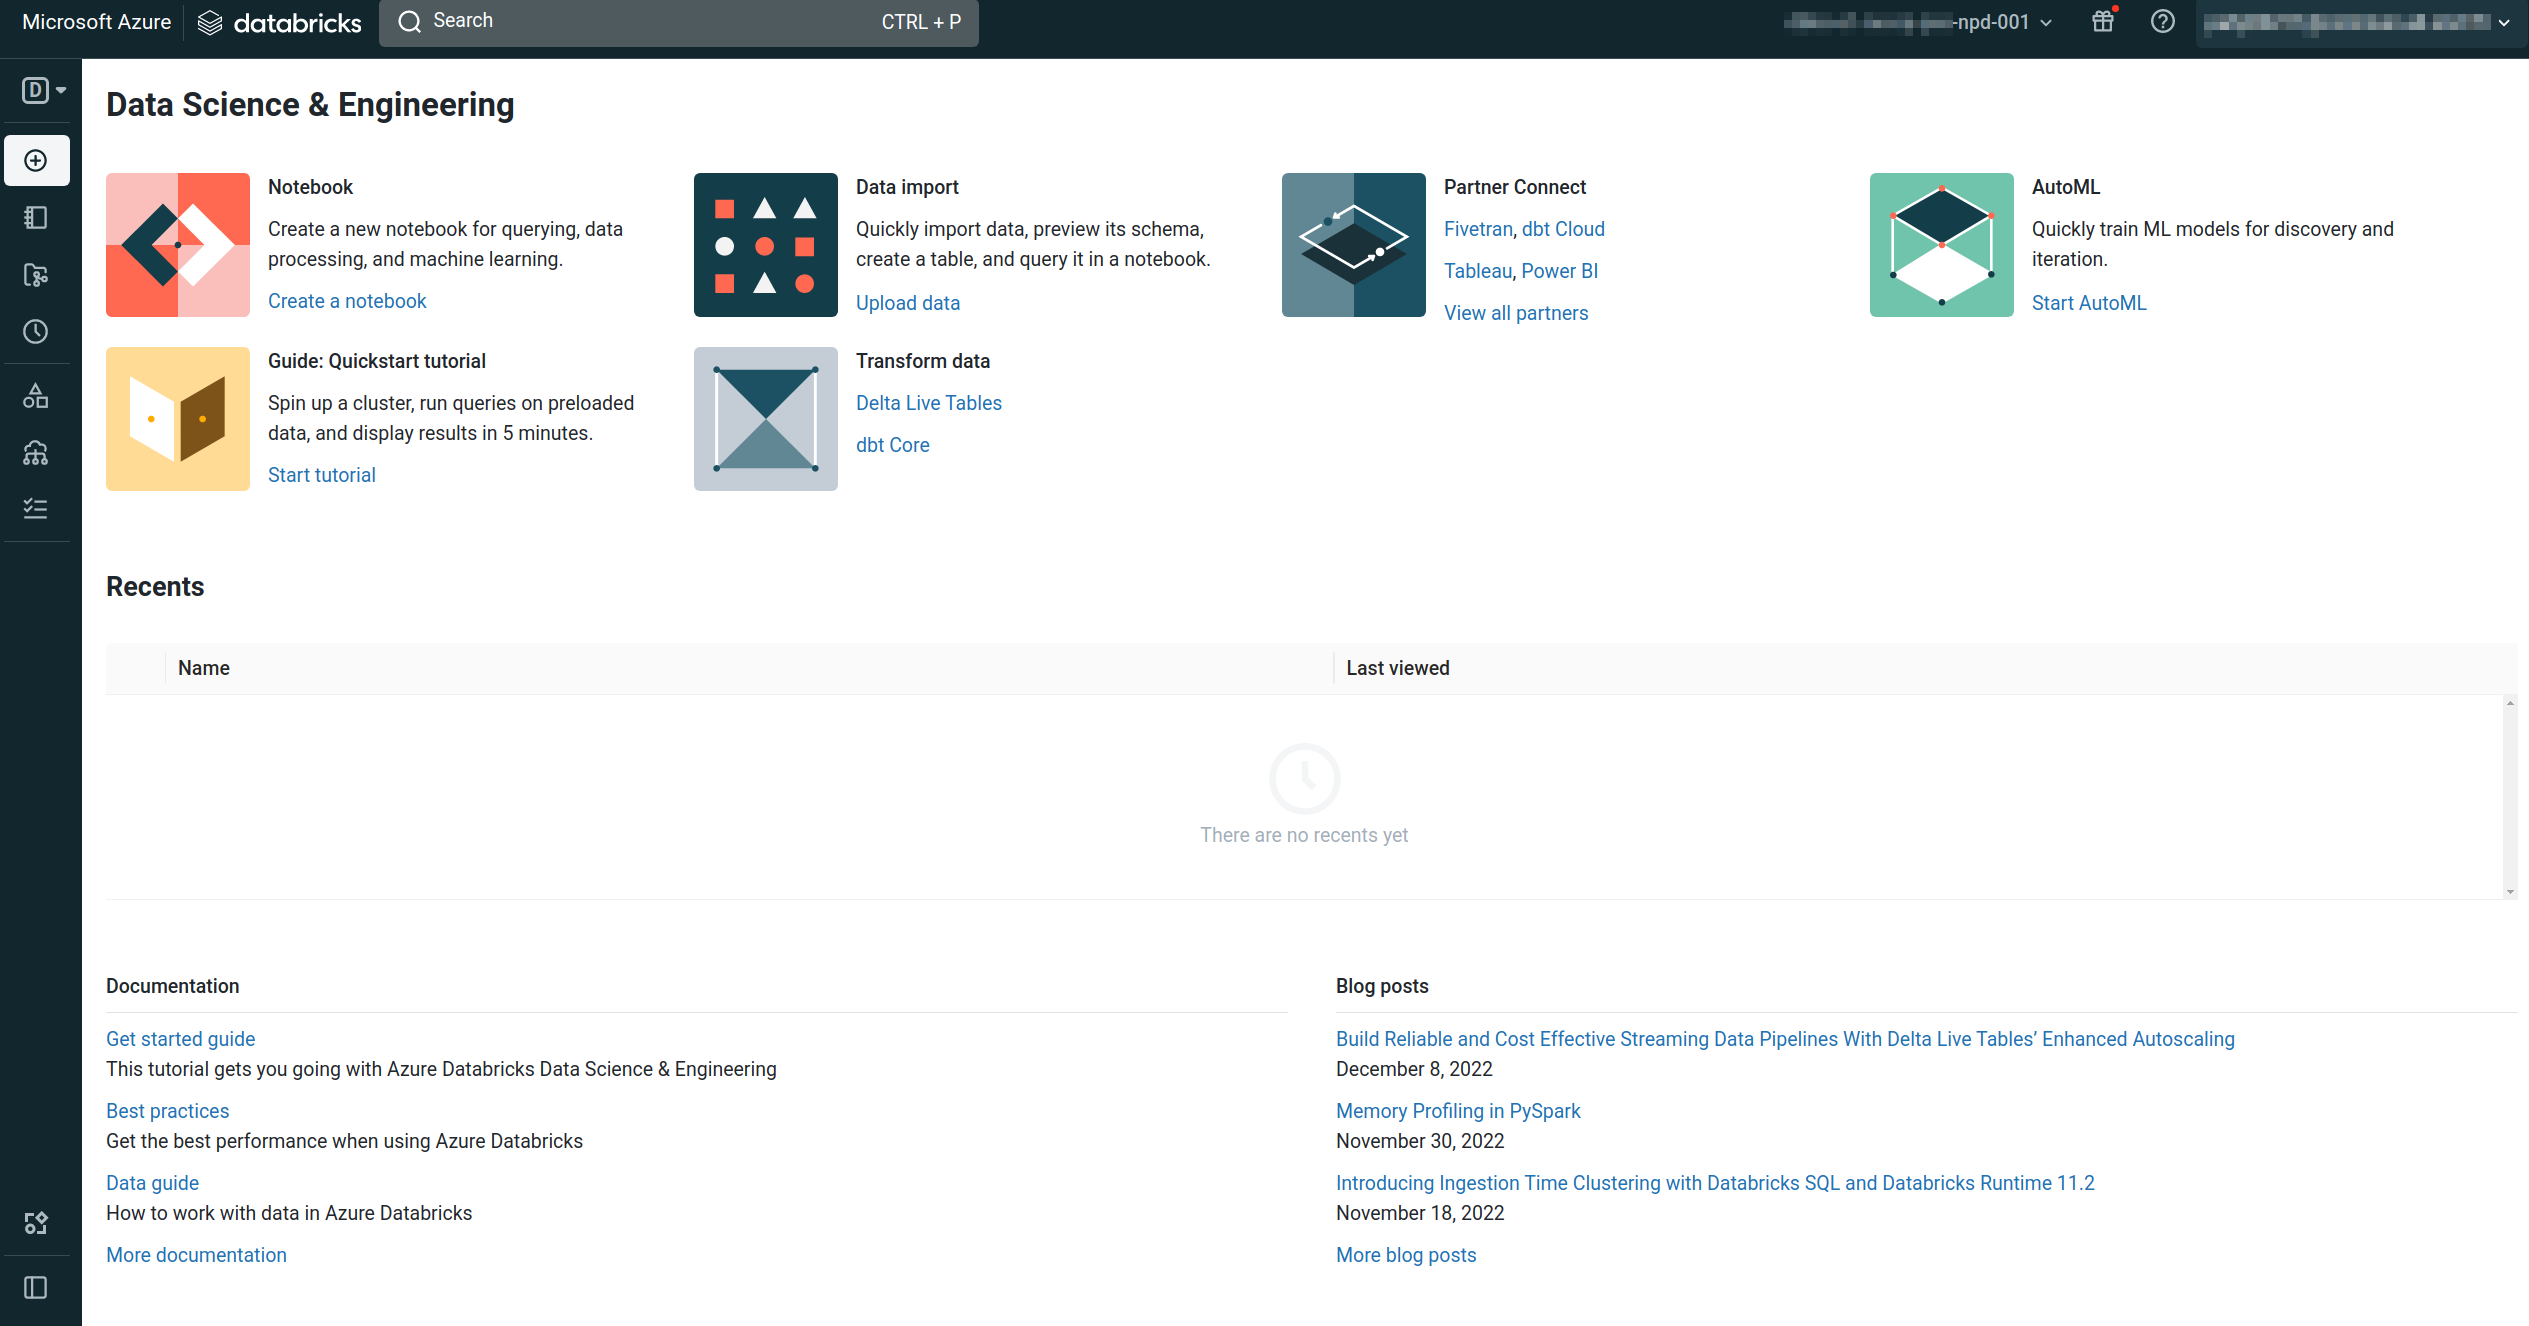 Microsoft Azure databricks Search CTRL + P -npd-001
D
Data Science & Engineering
Notebook
Create a new notebook for querying, data
processing, and machine learning.
Create a notebook
Data import
Quickly import data, preview its schema,
create a table, and query it in a notebook.
Upload data
Partner Connect
Fivetran, dbt Cloud
Tableau, Power BI
View all partners
AutoML
Quickly train ML models for discovery and
iteration.
Start AutoML
Guide: Quickstart tutorial
Spin up a cluster, run queries on preloaded
data, and display results in 5 minutes.
Start tutorial
Transform data
Delta Live Tables
dbt Core
Recents
Name Last viewed
There are no recents yet
Documentation
Get started guide
This tutorial gets you going with Azure Databricks Data Science & Engineering
Best practices
Get the best performance when using Azure Databricks
Data guide
How to work with data in Azure Databricks
More documentation
Blog posts
Build Reliable and Cost Effective Streaming Data Pipelines With Delta Live Tables’ Enhanced Autoscaling
December 8, 2022
Memory Profiling in PySpark
November 30, 2022
Introducing Ingestion Time Clustering with Databricks SQL and Databricks Runtime 11.2
November 18, 2022
More blog posts